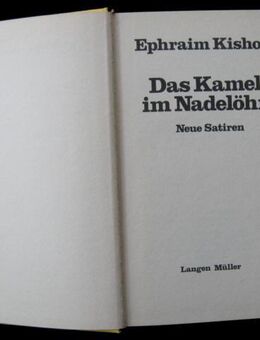 Ephraim Kisho
Das Kamel
im Nadelöhr
Neue Satiren
Langen Müller